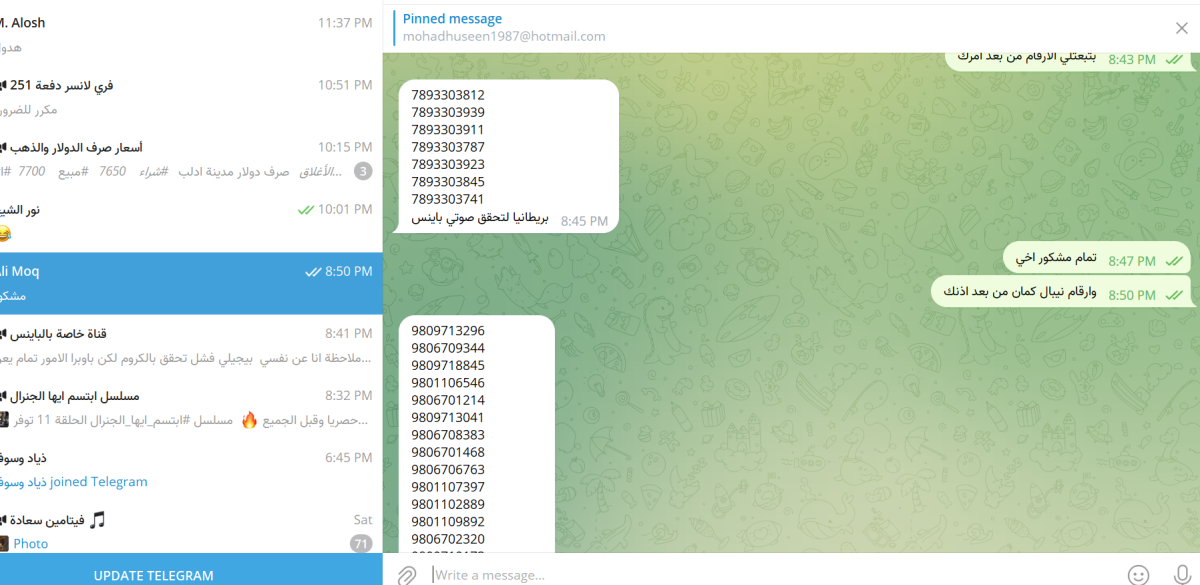 M. Alosh
11:37 PM
هدوا
فري لانسر دفعة 251
10:51 PM
مكرر للضرور
أسعار صرف الدولار والذهب
10:15 PM
...الأغلاق صرف دولار مدينة ادلب #شراء 7650 #مبيع 7700
3
نور الشي
10:01 PM
Ali Moq
8:50 PM
مشكو
قناة خاصة بالباينس
8:41 PM
...ملاحظة انا عن نفسي بيجيلي فشل تحقق بالكروم لكن باوبرا الامور تمام يعن
مسلسل ابتسم ايها الجنرال
8:32 PM
...حصريا وقبل الجميع 🔥 مسلسل #ابتسم_ايها_الجنرال الحلقة 11 توفر
ذياد وسوف
6:45 PM
ذياد وسوف joined Telegram
فيتامين سعادة 🎵
Sat
Photo
71
UPDATE TELEGRAM
Pinned message
mohadhuseen1987@hotmail.com
بتبعتلي الارقام من بعد امرك
8:43 PM
7893303812
7893303939
7893303911
7893303787
7893303923
7893303845
7893303741
بريطانيا لتحقق صوتي باينس
8:45 PM
تمام مشكور اخي
8:47 PM
وارقام نيبال كمان من بعد اذنك
8:50 PM
9809713296
9806709344
9809718845
9801106546
9806701214
9809713041
9806708383
9806701468
9806706763
9801107397
9801102889
9801109892
9806702320
Write a message...